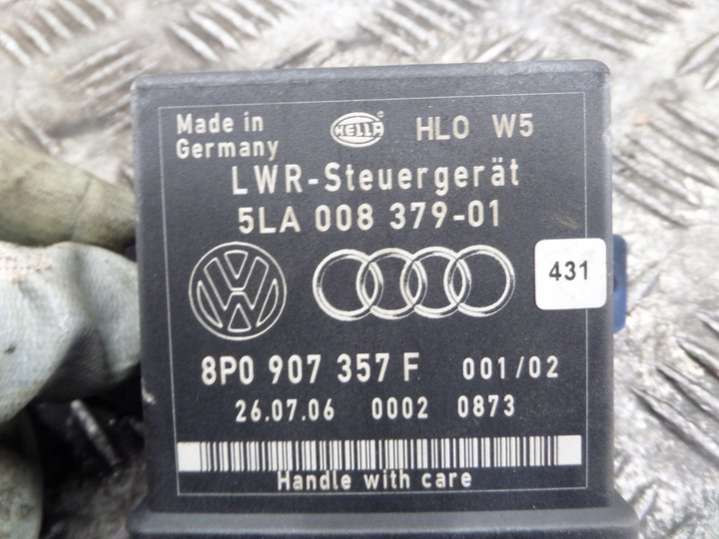 Made in
Germany
HELLA
HLO W5
LWR-Steuergerät
5LA 008 379-01
431
8P0 907 357 F 001/02
26.07.06 0002 0873
Handle with care